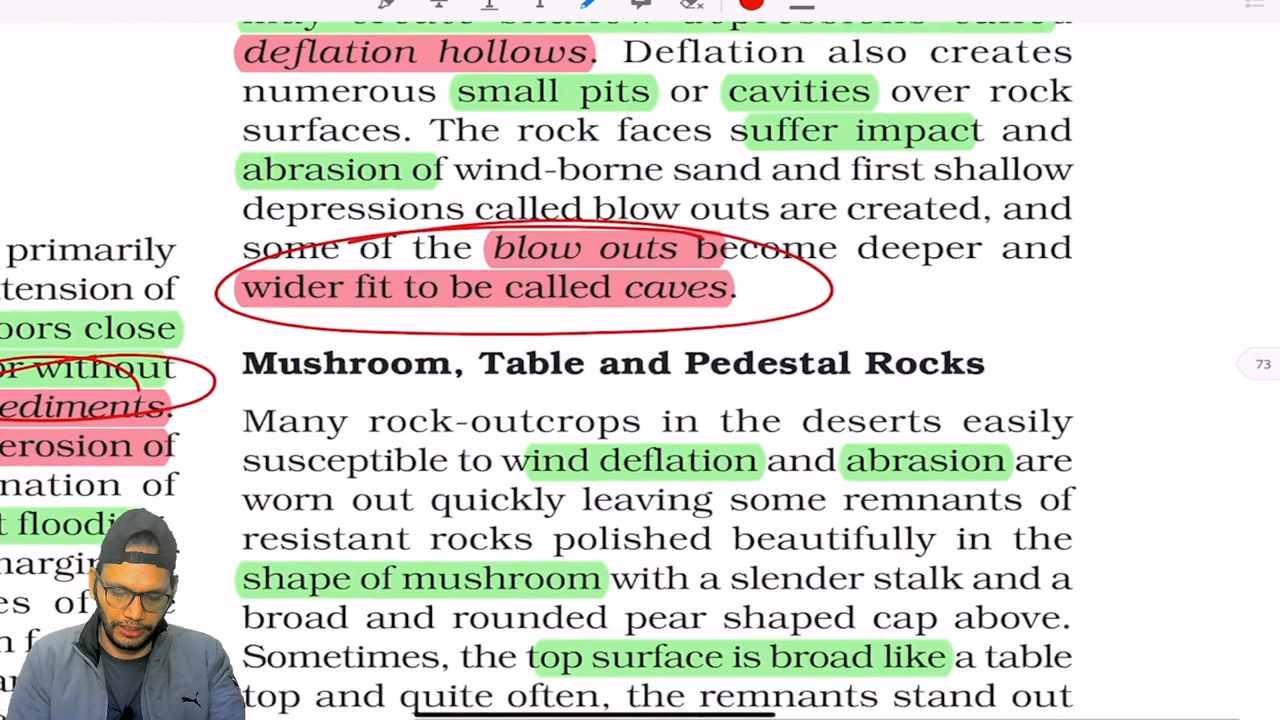 deflation hollows. Deflation also creates
numerous small pits or cavities over rock
surfaces. The rock faces suffer impact and
abrasion of wind-borne sand and first shallow
depressions called blow outs are created, and
some of the blow outs become deeper and
wider fit to be called caves.
Mushroom, Table and Pedestal Rocks
Many rock-outcrops in the deserts easily
susceptible to wind deflation and abrasion are
worn out quickly leaving some remnants of
resistant rocks polished beautifully in the
shape of mushroom with a slender stalk and a
broad and rounded pear shaped cap above.
Sometimes, the top surface is broad like a table
top and quite often, the remnants stand out
primarily
tension of
oors close
or without
ediments.
erosion of
nation of
t floodi
margin
es of
n f
73